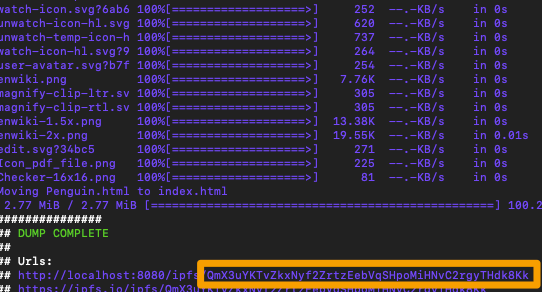 watch-icon.svg?6ab6 100%[===================>] 252 --.-KB/s in 0s
unwatch-icon-hl.svg 100%[===================>] 620 --.-KB/s in 0s
unwatch-temp-icon-h 100%[===================>] 737 --.-KB/s in 0s
watch-icon-hl.svg?9 100%[===================>] 264 --.-KB/s in 0s
user-avatar.svg?b7f 100%[===================>] 254 --.-KB/s in 0s
enwiki.png 100%[===================>] 7.76K --.-KB/s in 0s
magnify-clip-ltr.sv 100%[===================>] 305 --.-KB/s in 0s
magnify-clip-rtl.sv 100%[===================>] 305 --.-KB/s in 0s
enwiki-1.5x.png 100%[===================>] 13.38K --.-KB/s in 0s
enwiki-2x.png 100%[===================>] 19.55K --.-KB/s in 0.01s
edit.svg?34bc5 100%[===================>] 271 --.-KB/s in 0s
Icon_pdf_file.png 100%[===================>] 225 --.-KB/s in 0s
Checker-16x16.png 100%[===================>] 81 --.-KB/s in 0s
Moving Penguin.html to index.html
2.77 MiB / 2.77 MiB [===========================================] 100.2
###############
## DUMP COMPLETE
##
## Urls:
## http://localhost:8080/ipfs/QmX3uYKTvZkxNyf2ZrtzEebVqSHpoMiHNvC2rgyTHdk8Kk
## https://ipfs.io/ipfs/QmX3uYKTvZkxNyf2ZrtzEebVqSHpoMiHNvC2rgyTHdk8Kk